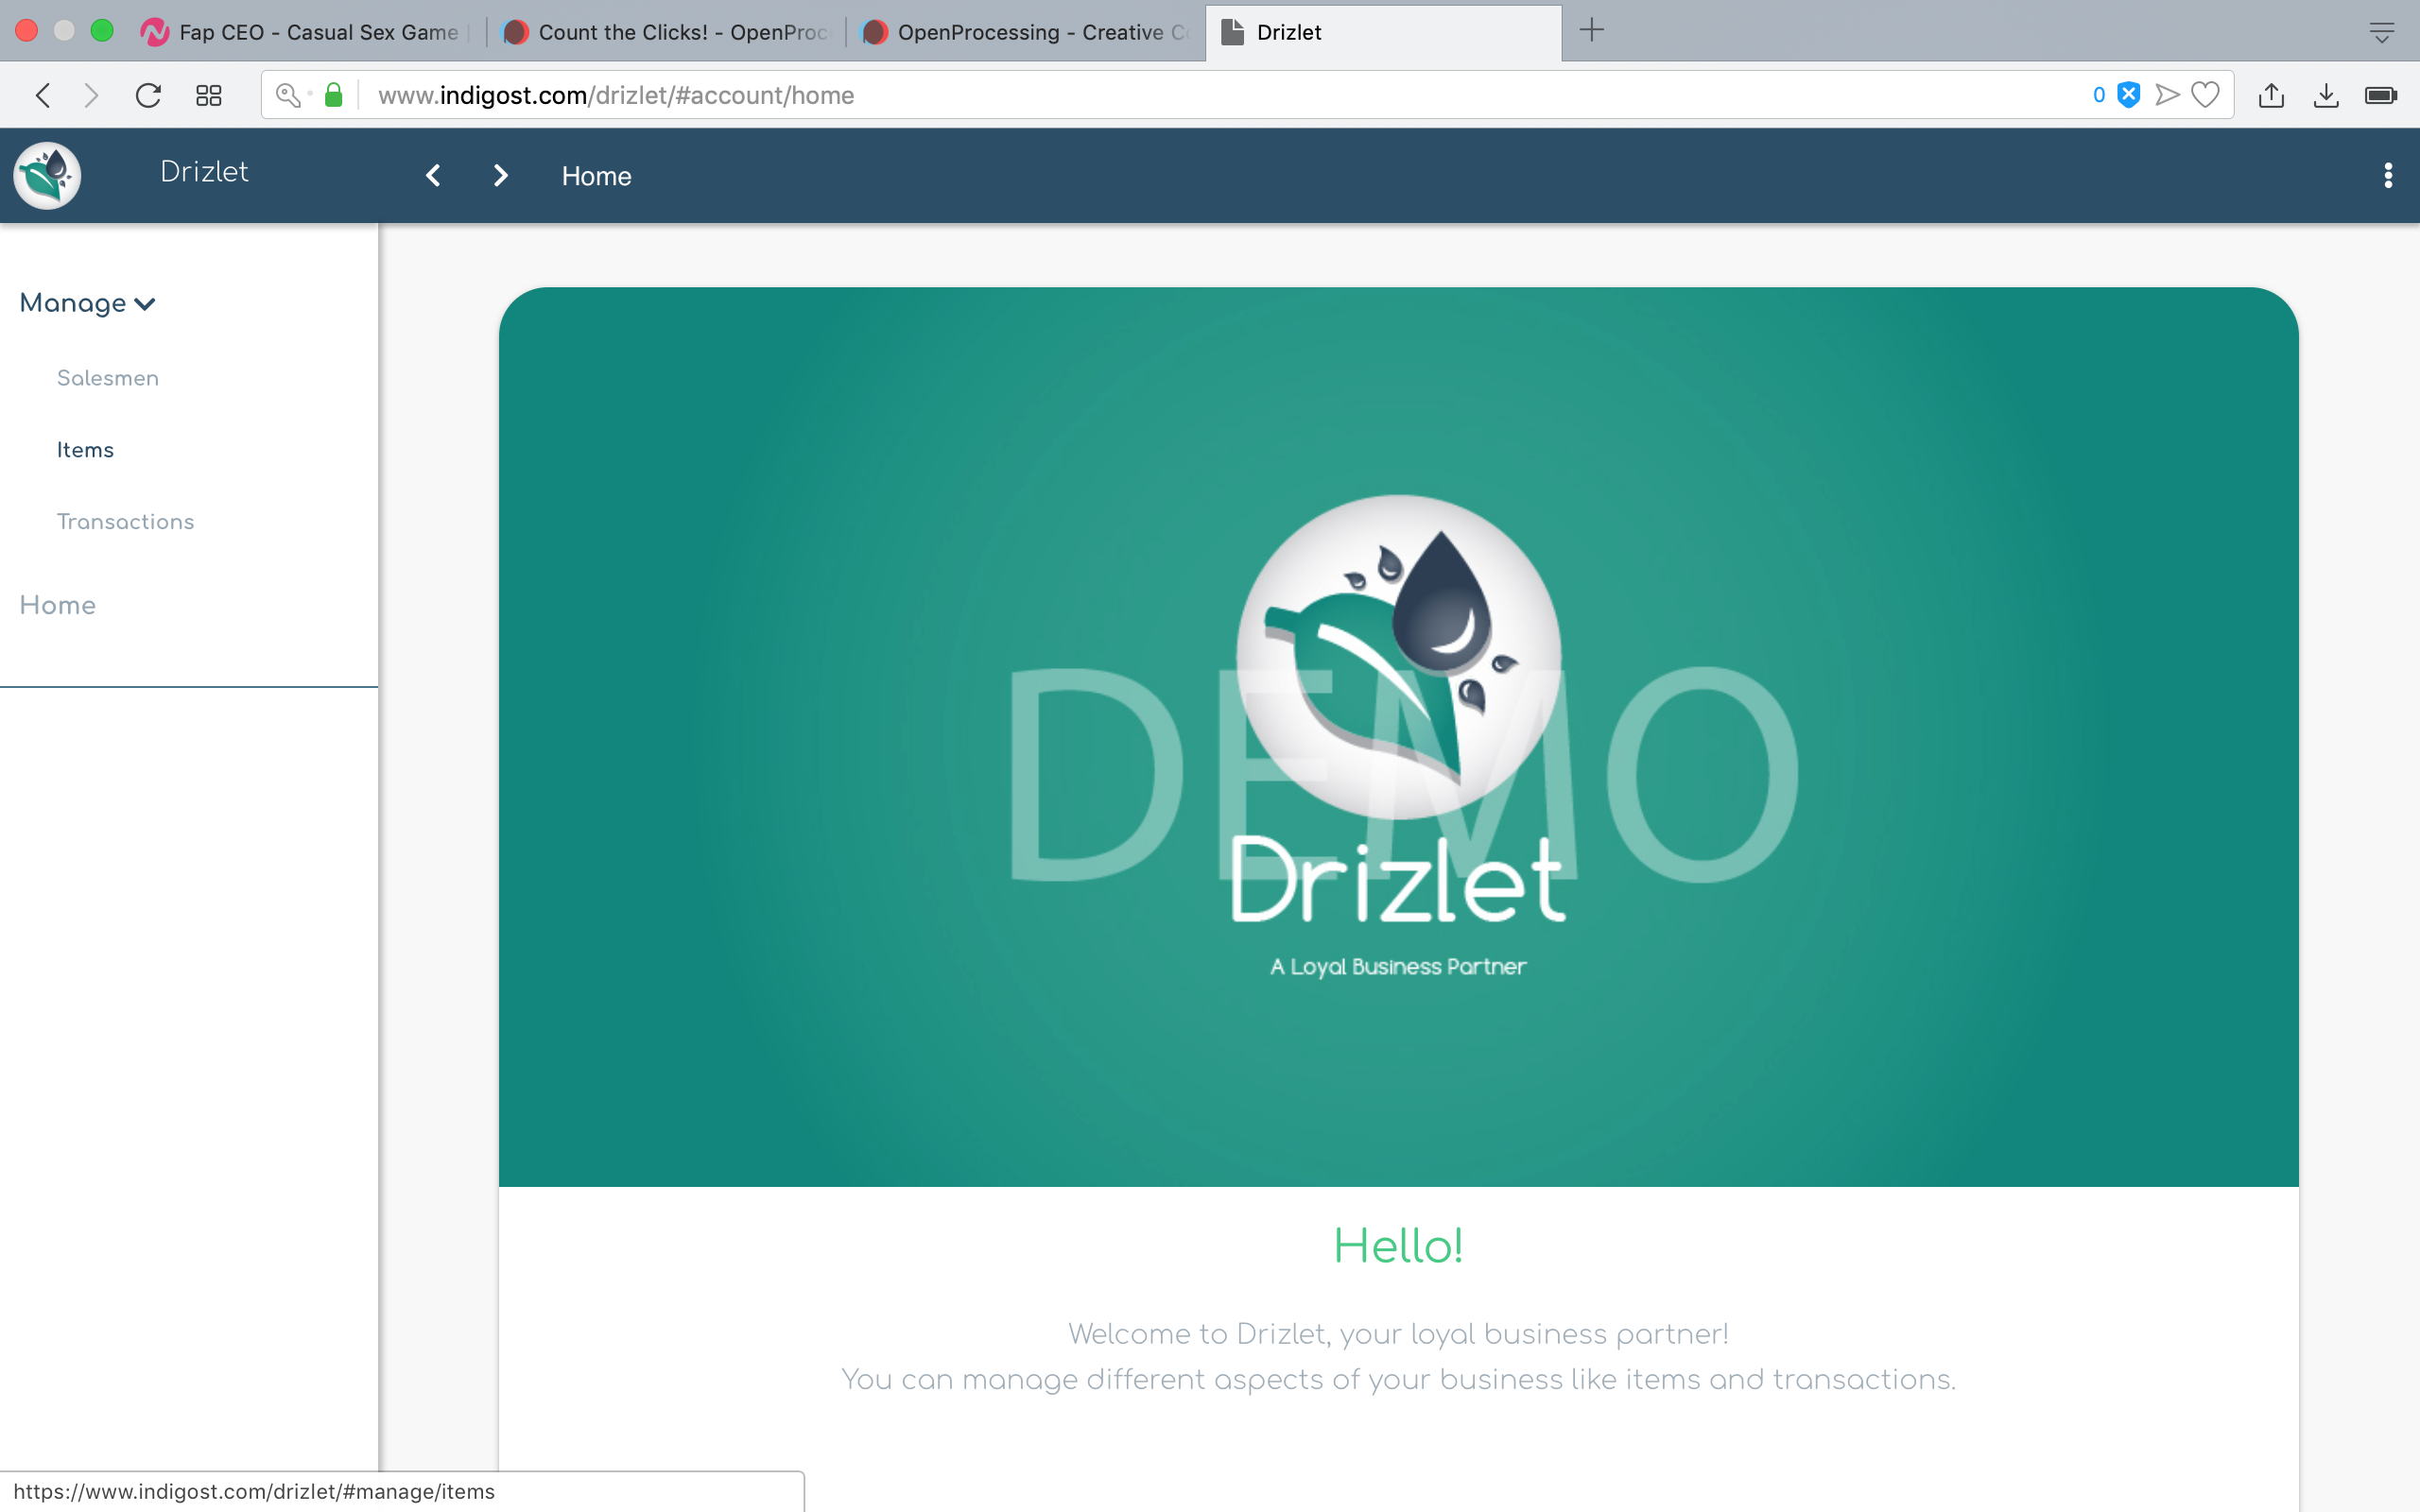 Fap CEO - Casual Sex Game
Count the Clicks! - OpenProc
OpenProcessing - Creative C
Drizlet
www.indigost.com/drizlet/#account/home
0
Drizlet
Home
Manage
Salesmen
Items
Transactions
Home
DEMO
Drizlet
A Loyal Business Partner
Hello!
Welcome to Drizlet, your loyal business partner!
You can manage different aspects of your business like items and transactions.
https://www.indigost.com/drizlet/#manage/items